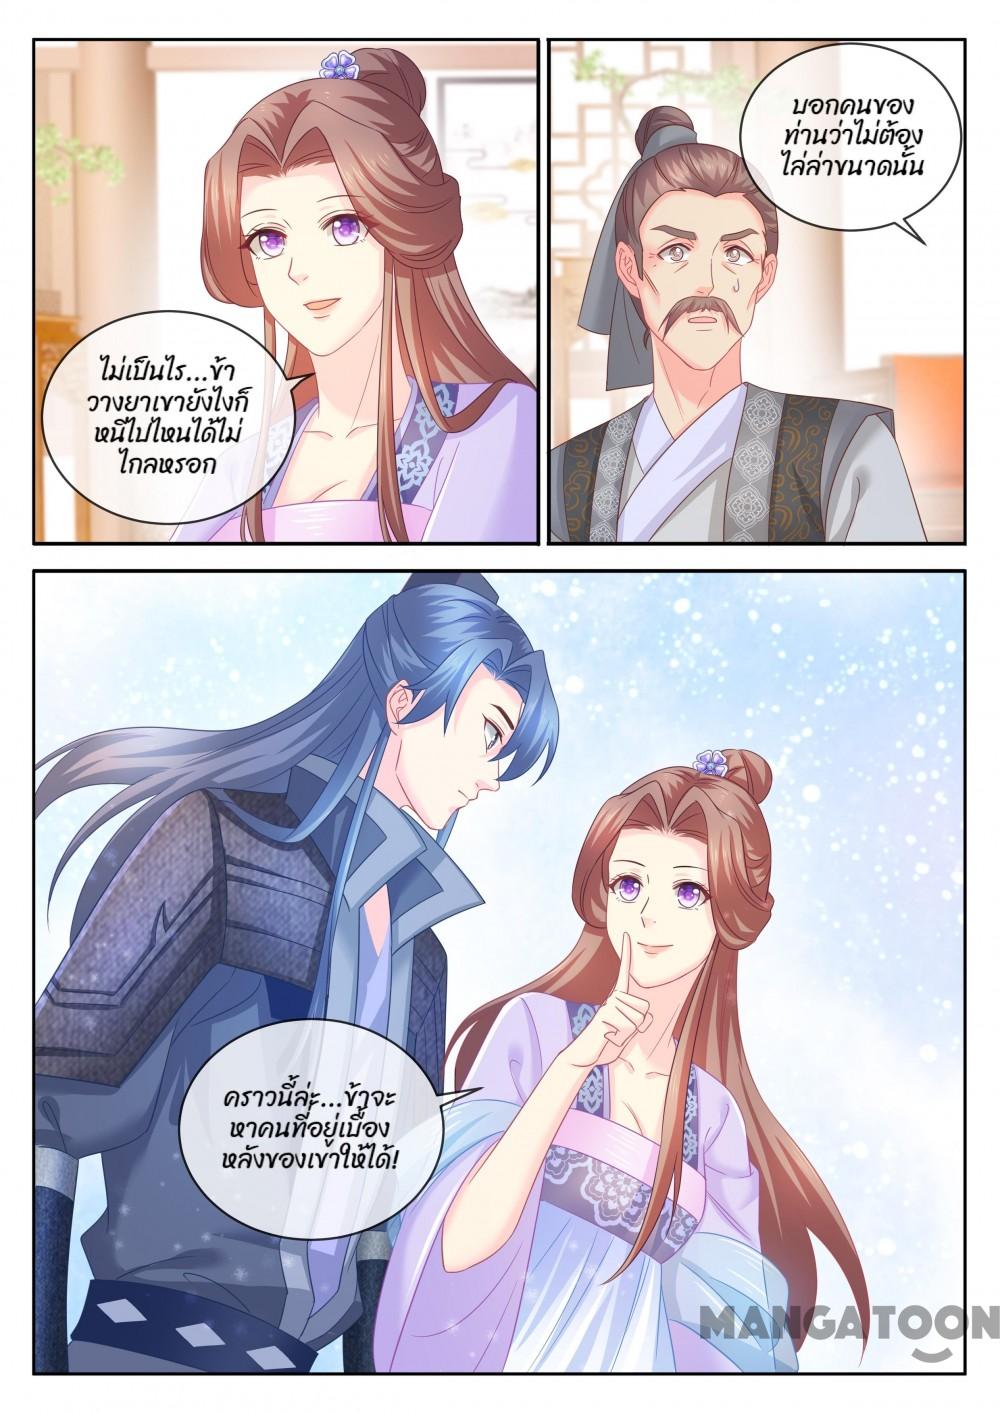 ไม่เป็นไร...ข้า
วางยาเขายังไงก็
หนีไปไหนได้ไม่
ไกลหรอก
บอกคนของ
ท่านว่าไม่ต้อง
ไล่ล่าขนาดนั้น
คราวนี้ล่ะ...ข้าจะ
หาคนที่อยู่เบื้อง
หลังของเขาให้ได้!
MANGATOON